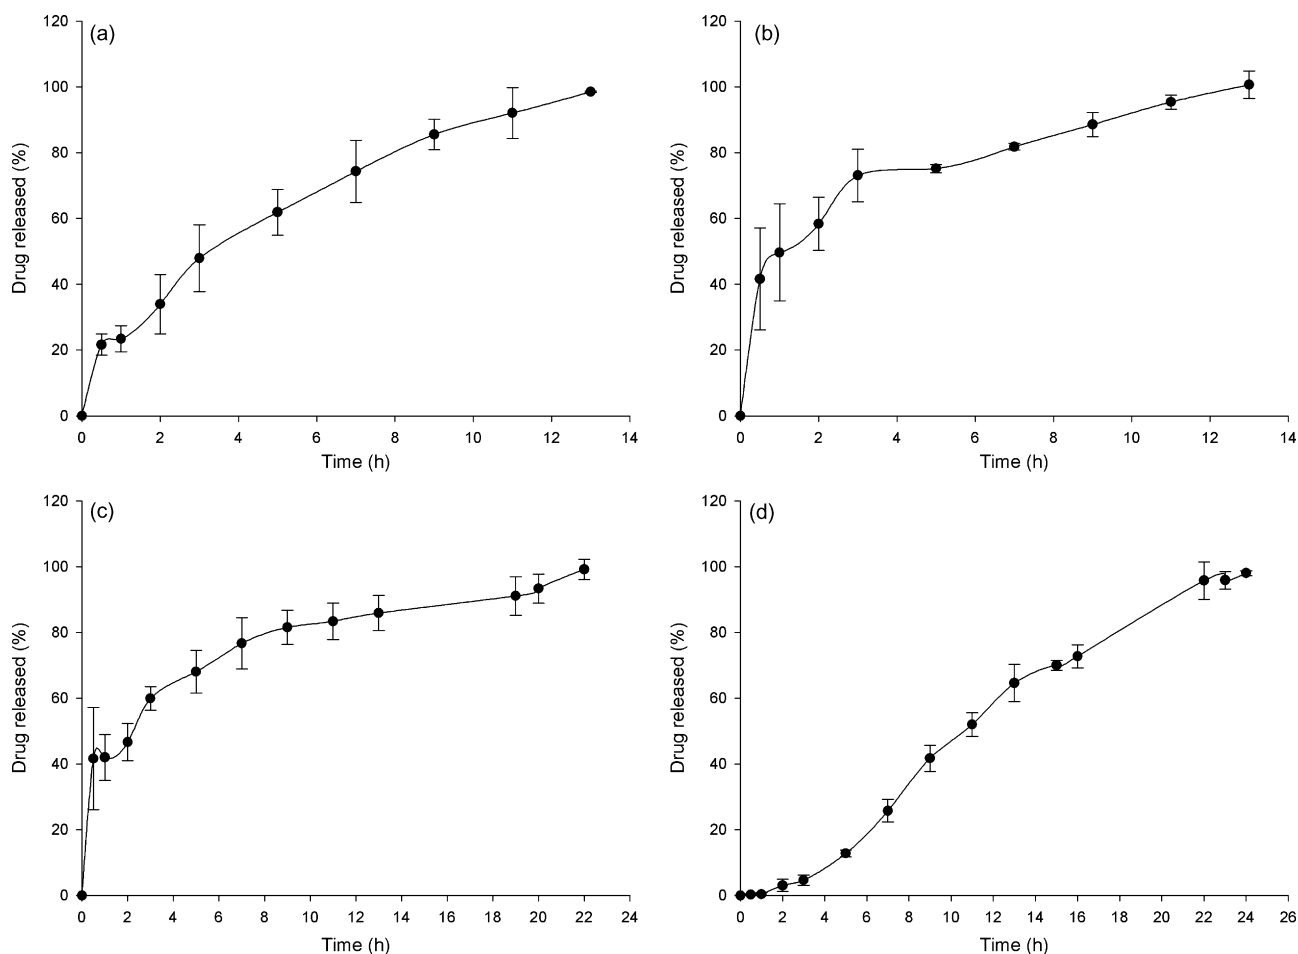 (a)
120
100
80
60
40
20
0
Drug released (%)
0 2 4 6 8 10 12 14
Time (h)
(b)
120
100
80
60
40
20
0
Drug released (%)
0 2 4 6 8 10 12 14
Time (h)
(c)
120
100
80
60
40
20
0
Drug released (%)
0 2 4 6 8 10 12 14 16 18 20 22 24
Time (h)
(d)
120
100
80
60
40
20
0
Drug released (%)
0 2 4 6 8 10 12 14 16 18 20 22 24 26
Time (h)